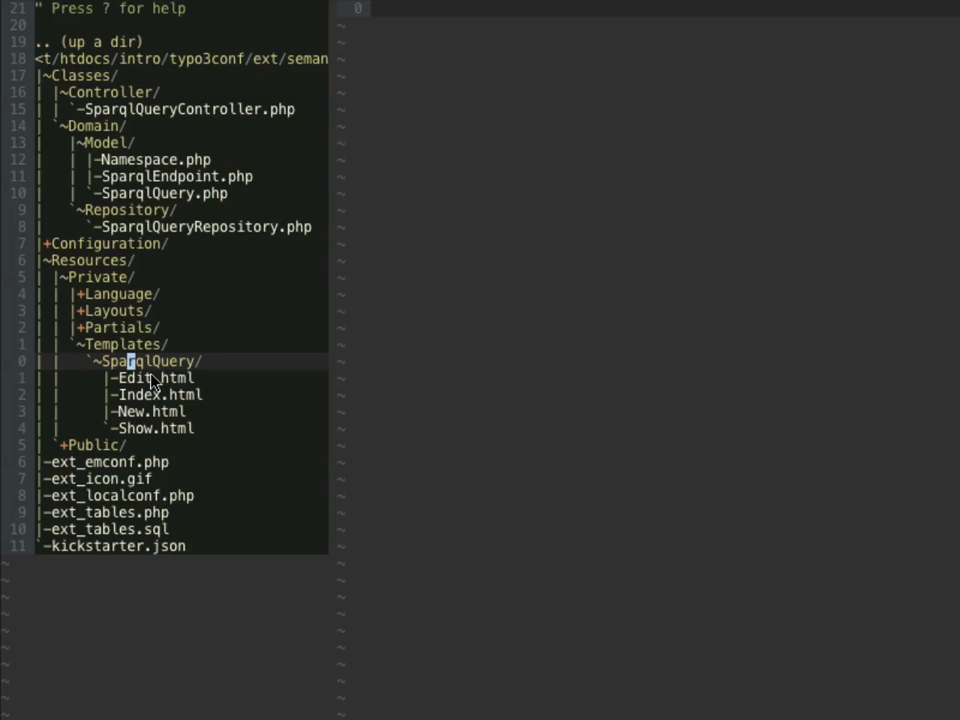 21 " Press ? for help 0
20
19 .. (up a dir)
18 <t/htdocs/intro/typo3conf/ext/seman
17 |~Classes/
16 | |~Controller/
15 | | `-SparqlQueryController.php
14 | `~Domain/
13 |   |~Model/
12 |   | |-Namespace.php
11 |   | |-SparqlEndpoint.php
10 |   | `-SparqlQuery.php
9 |   `~Repository/
8 |     `-SparqlQueryRepository.php
7 |+Configuration/
6 |~Resources/
5 | |~Private/
4 | | |+Language/
3 | | |+Layouts/
2 | | |+Partials/
1 | | `~Templates/
0 | |   `~SparqlQuery/
1 | |     |-Edit.html
2 | |     |-Index.html
3 | |     |-New.html
4 | |     `-Show.html
5 | `+Public/
6 |-ext_emconf.php
7 |-ext_icon.gif
8 |-ext_localconf.php
9 |-ext_tables.php
10 |-ext_tables.sql
11 `-kickstarter.json